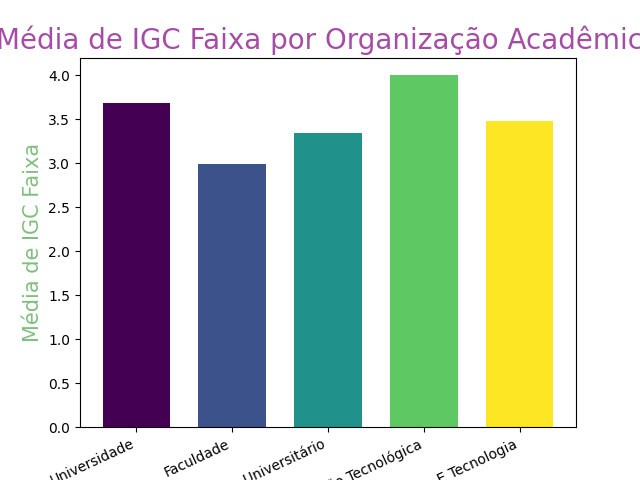 Média de IGC Faixa por Organização Acadêmic
Média de IGC Faixa
4.0
3.5
3.0
2.5
2.0
1.5
1.0
0.5
0.0
Universidade
Faculdade
Universitário
Tecnológica
E Tecnologia